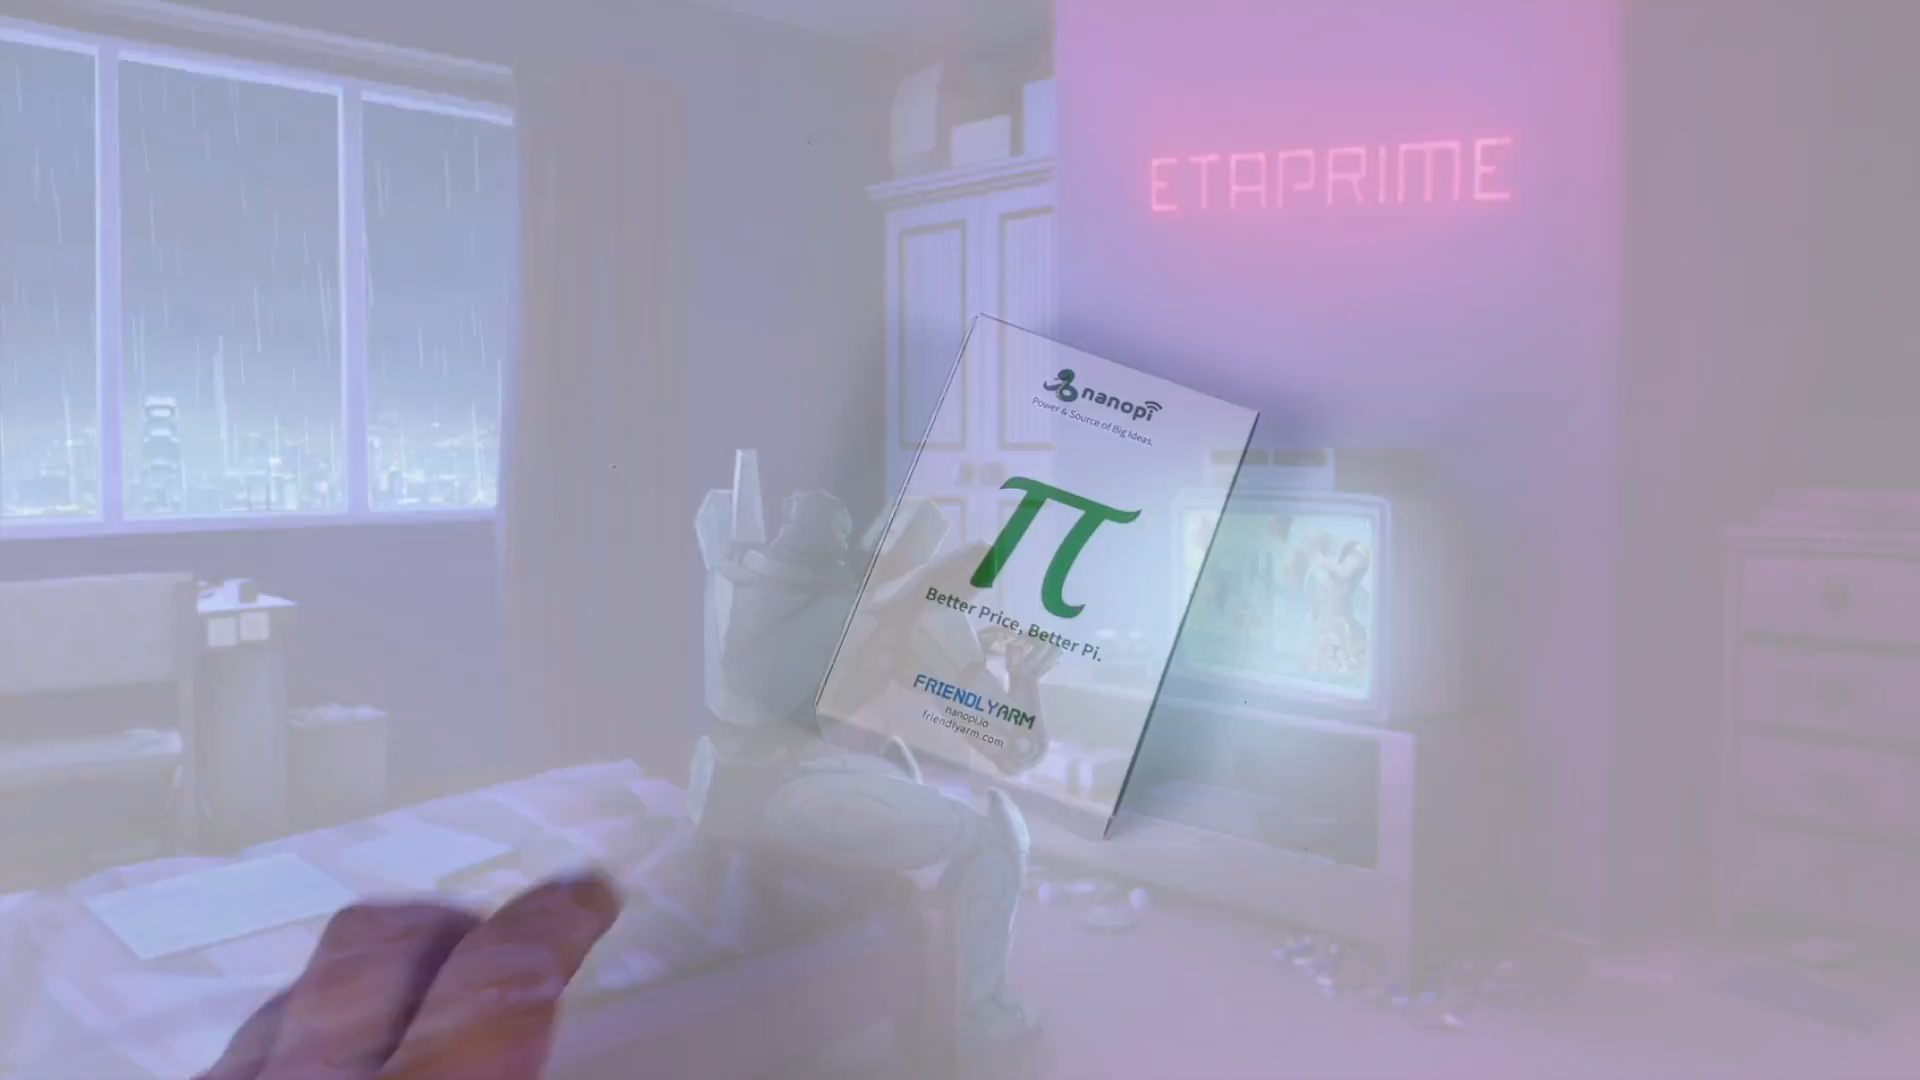 ETAPRIME
nanopi
Power & Source of Big Ideas.
π
Better Price, Better Pi.
FRIENDLYARM
nanopi.io
friendlyarm.com